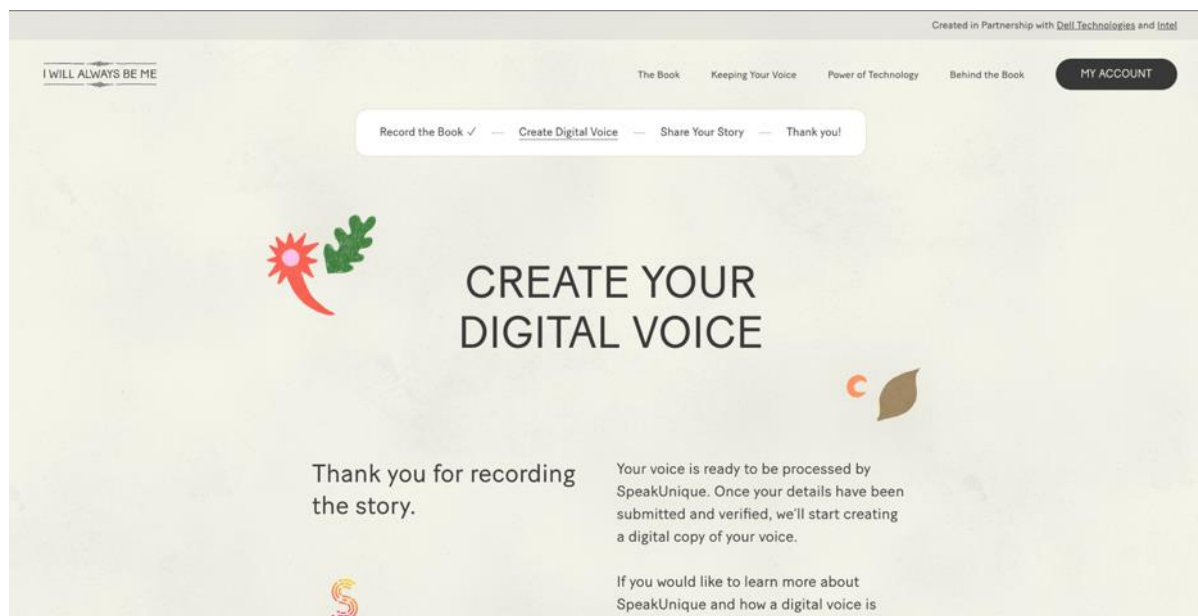 Created in Partnership with Dell Technologies and Intel
I WILL ALWAYS BE ME
The Book Keeping Your Voice Power of Technology Behind the Book MY ACCOUNT
Record the Book ✓ — Create Digital Voice — Share Your Story — Thank you!
CREATE YOUR
DIGITAL VOICE
Thank you for recording
the story.
Your voice is ready to be processed by
SpeakUnique. Once your details have been
submitted and verified, we'll start creating
a digital copy of your voice.
If you would like to learn more about
SpeakUnique and how a digital voice is